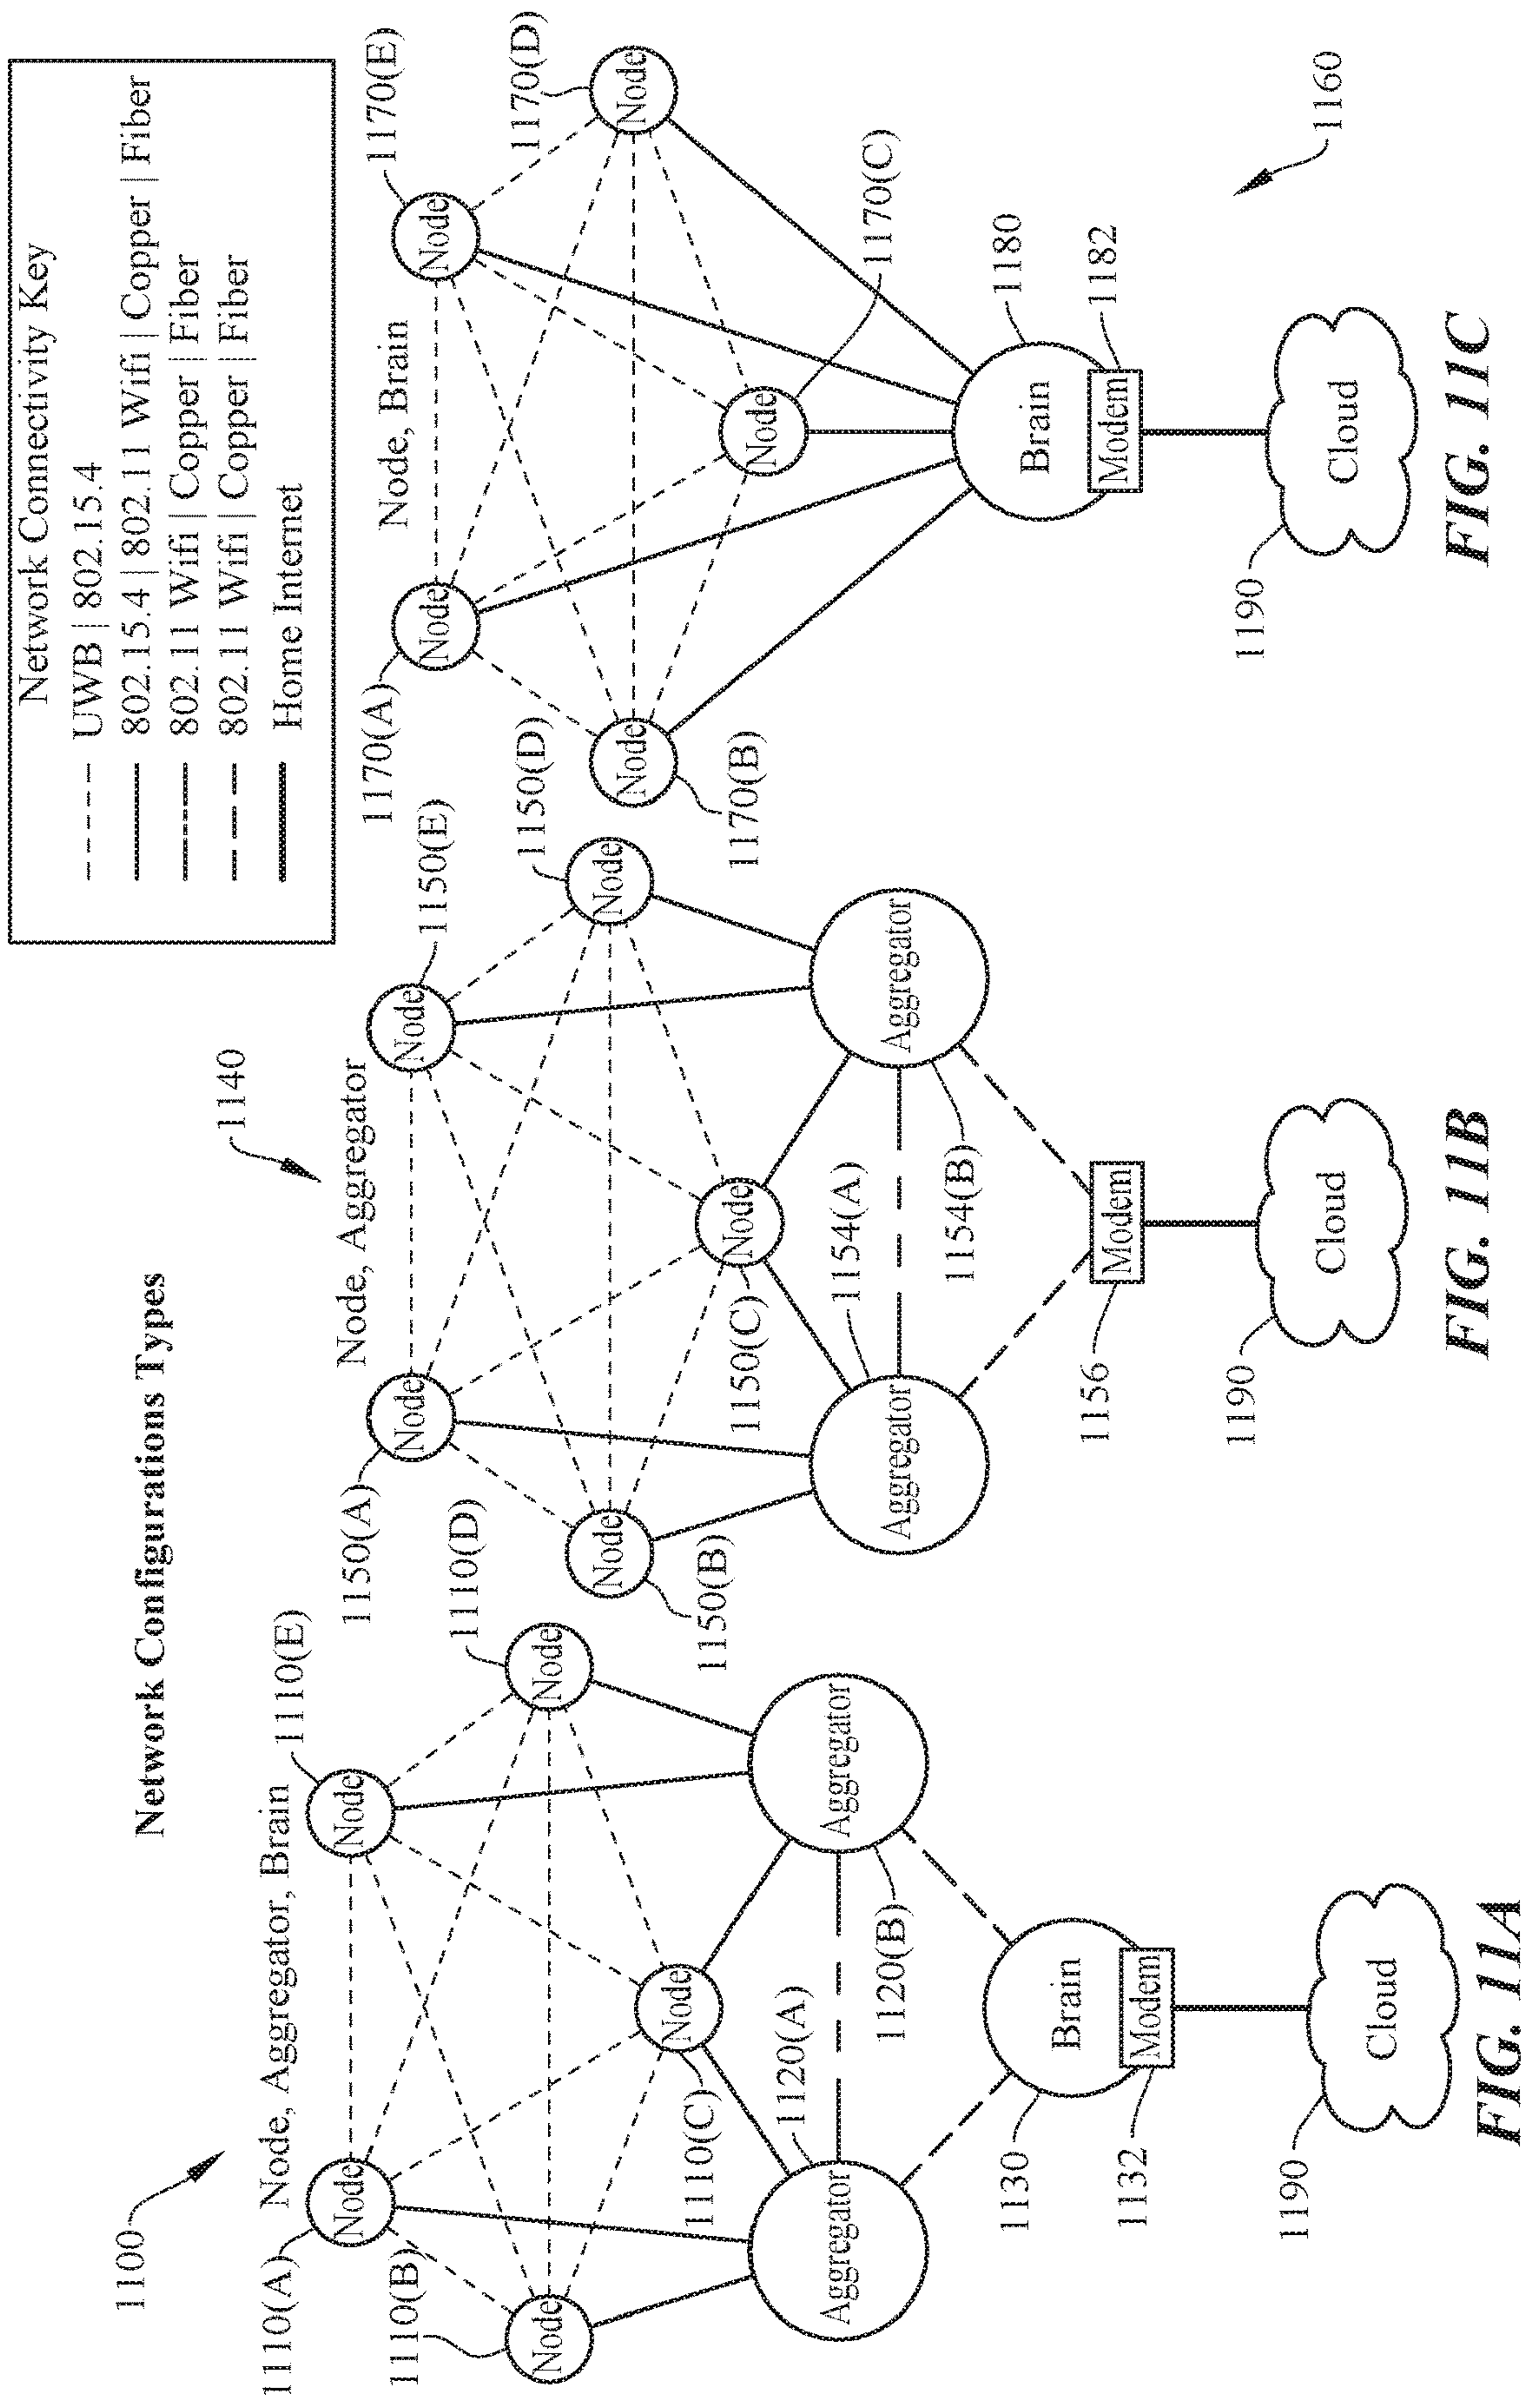 Network Configurations Types
Network Connectivity Key
UWB | 802.15.4
802.15.4 | 802.11 Wifi | Copper | Fiber
802.11 Wifi | Copper | Fiber
802.11 Wifi | Copper | Fiber
Home Internet
1100
Node, Aggregator, Brain
1110(A)
Node
Node
1110(E)
1110(B)
Node
Node
1110(D)
1110(C)
Node
1120(A)
Aggregator
Aggregator
1120(B)
1130
Brain
1132
Modem
1190
Cloud
FIG. 11A
1140
Node, Aggregator
1150(A)
Node
Node
1150(E)
1150(B)
Node
Node
1150(D)
1150(C)
Node
1154(A)
Aggregator
Aggregator
1154(B)
1156
Modem
1190
Cloud
FIG. 11B
Node, Brain
1170(A)
Node
Node
1170(E)
1170(B)
Node
Node
1170(D)
Node
1170(C)
Brain
1180
Modem
1182
1160
1190
Cloud
FIG. 11C